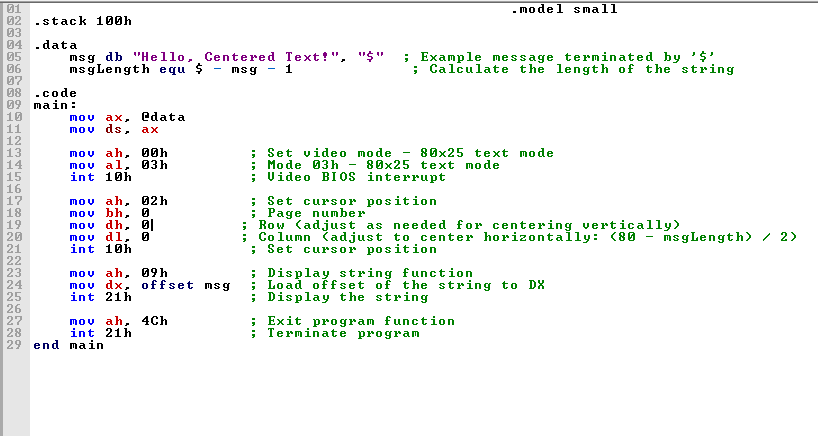 01 .model small
02 .stack 100h
03
04 .data
05 msg db "Hello, Centered Text!", "$" ; Example message terminated by '$'
06 msgLength equ $ - msg - 1 ; Calculate the length of the string
07
08 .code
09 main:
10 mov ax, @data
11 mov ds, ax
12
13 mov ah, 00h ; Set video mode - 80x25 text mode
14 mov al, 03h ; Mode 03h - 80x25 text mode
15 int 10h ; Video BIOS interrupt
16
17 mov ah, 02h ; Set cursor position
18 mov bh, 0 ; Page number
19 mov dh, 0 ; Row (adjust as needed for centering vertically)
20 mov dl, 0 ; Column (adjust to center horizontally: (80 - msgLength) / 2)
21 int 10h ; Set cursor position
22
23 mov ah, 09h ; Display string function
24 mov dx, offset msg ; Load offset of the string to DX
25 int 21h ; Display the string
26
27 mov ah, 4Ch ; Exit program function
28 int 21h ; Terminate program
29 end main